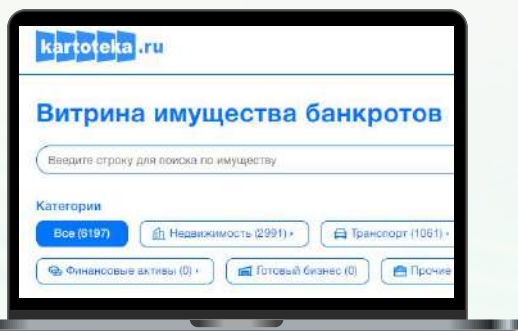 kartoteka.ru
Витрина имущества банкротов
Введите строку для поиска по имуществу
Категории
Все (6197) Недвижимость (2991) Транспорт (1061)
Финансовые активы (0) Готовый бизнес (0) Прочие